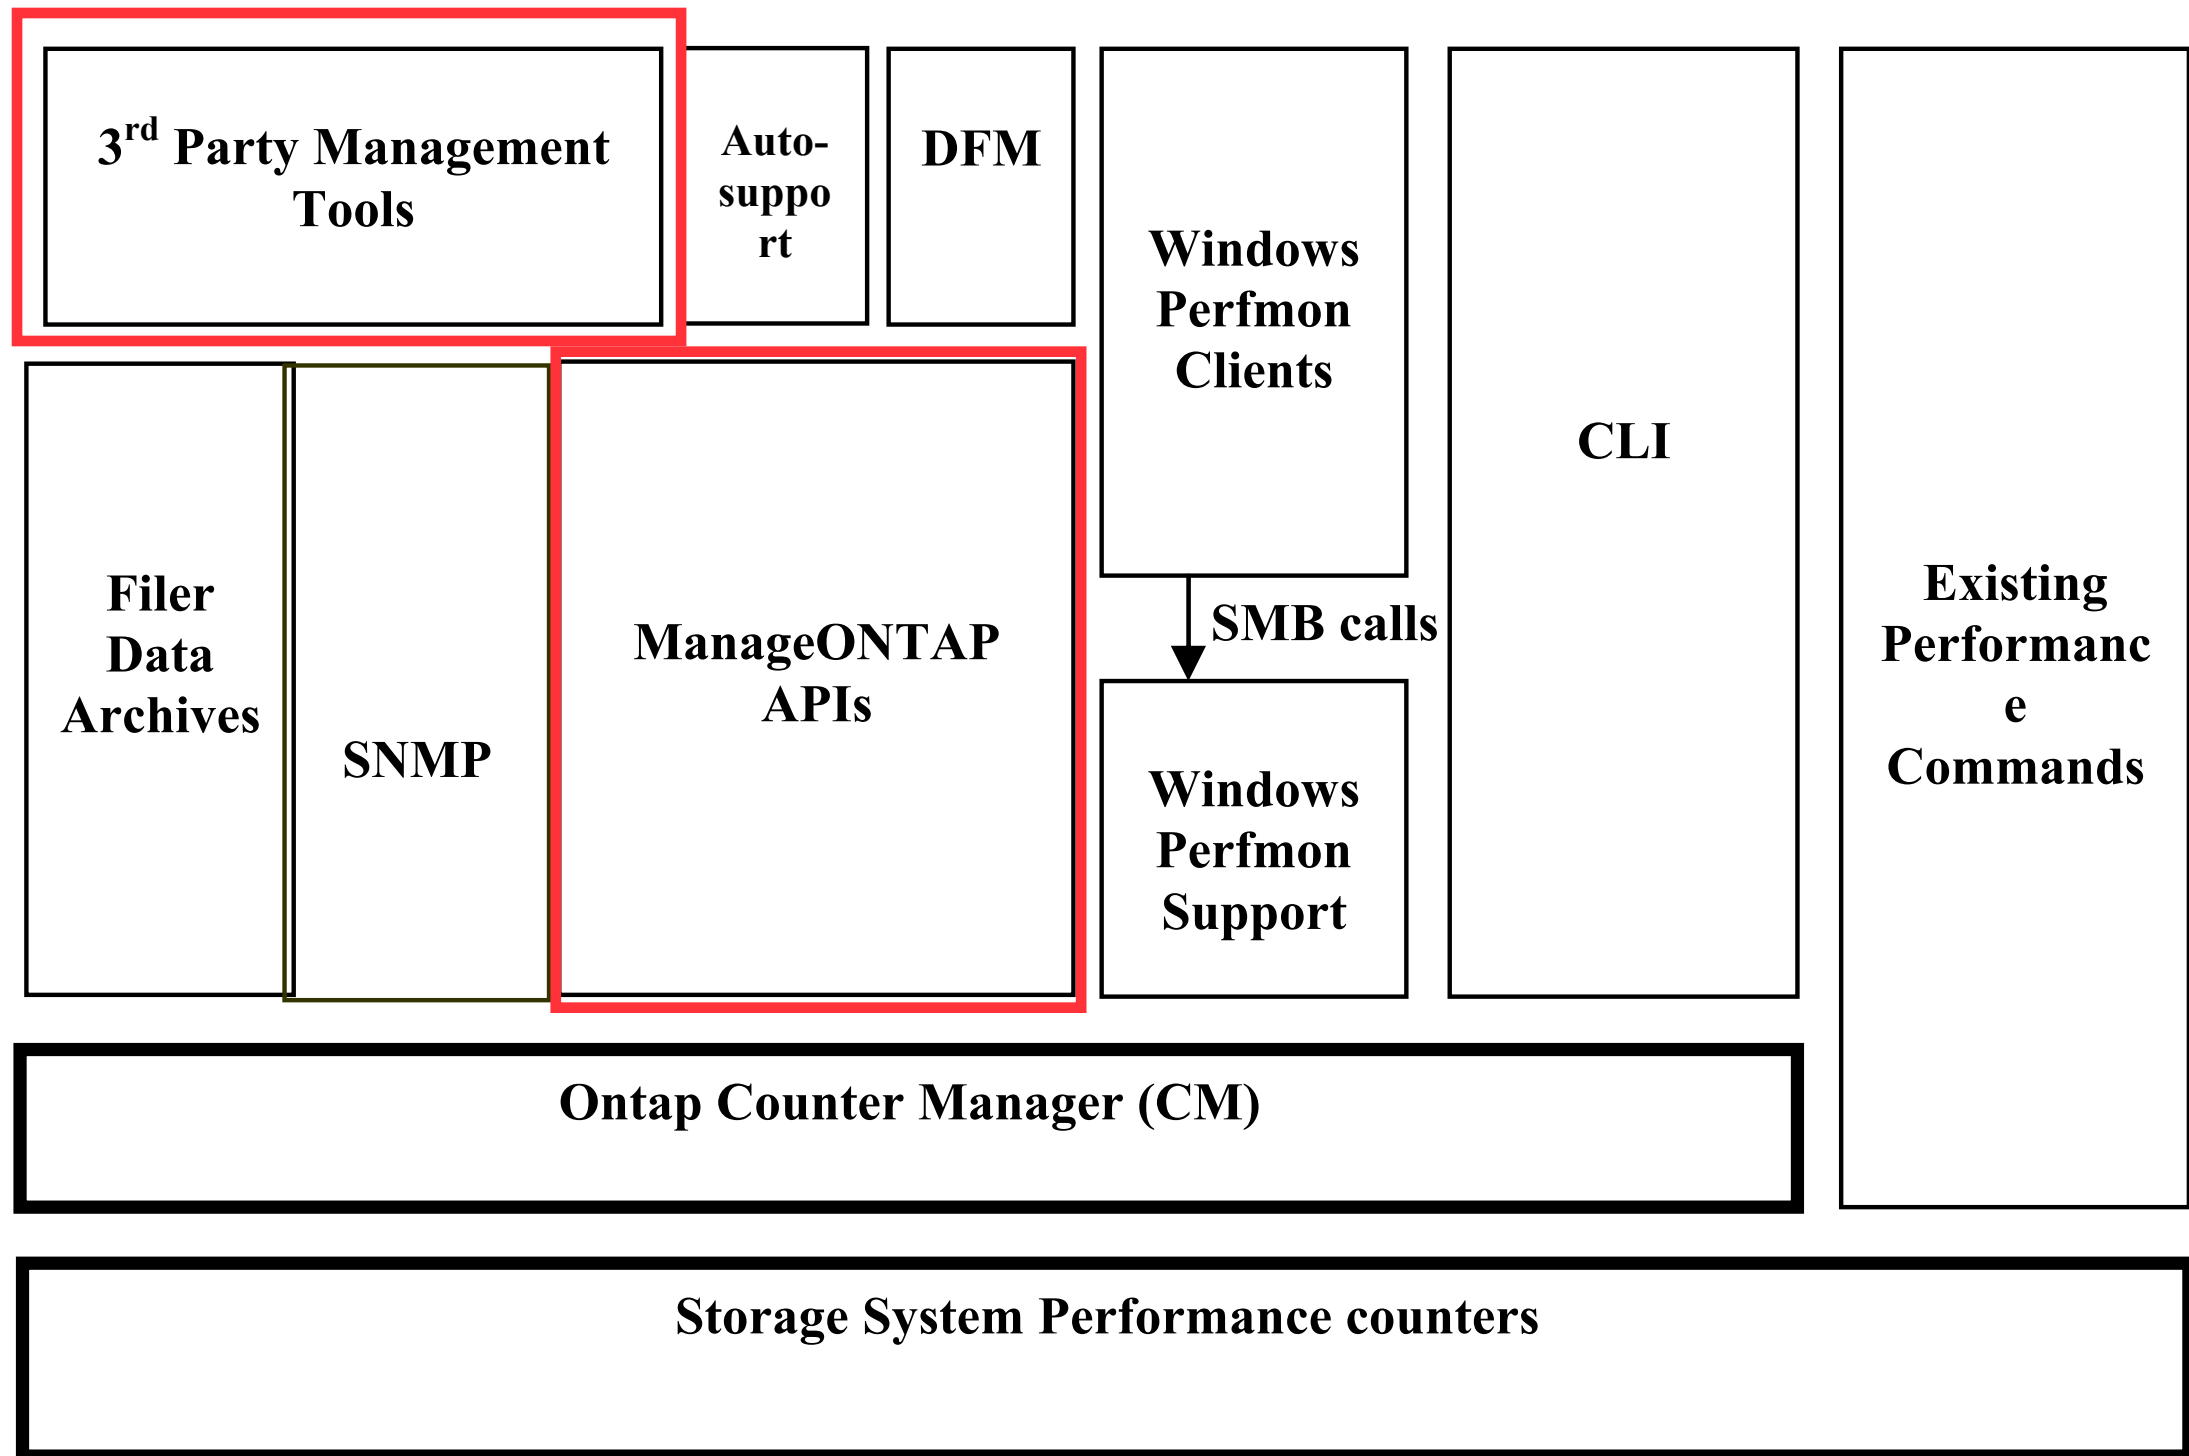 3rd Party Management
Tools
Auto-
suppo
rt
DFM
Windows
Perfmon
Clients
CLI
Existing
Performanc
e
Commands
Filer
Data
Archives
SNMP
ManageONTAP
APIs
SMB calls
Windows
Perfmon
Support
Ontap Counter Manager (CM)
Storage System Performance counters